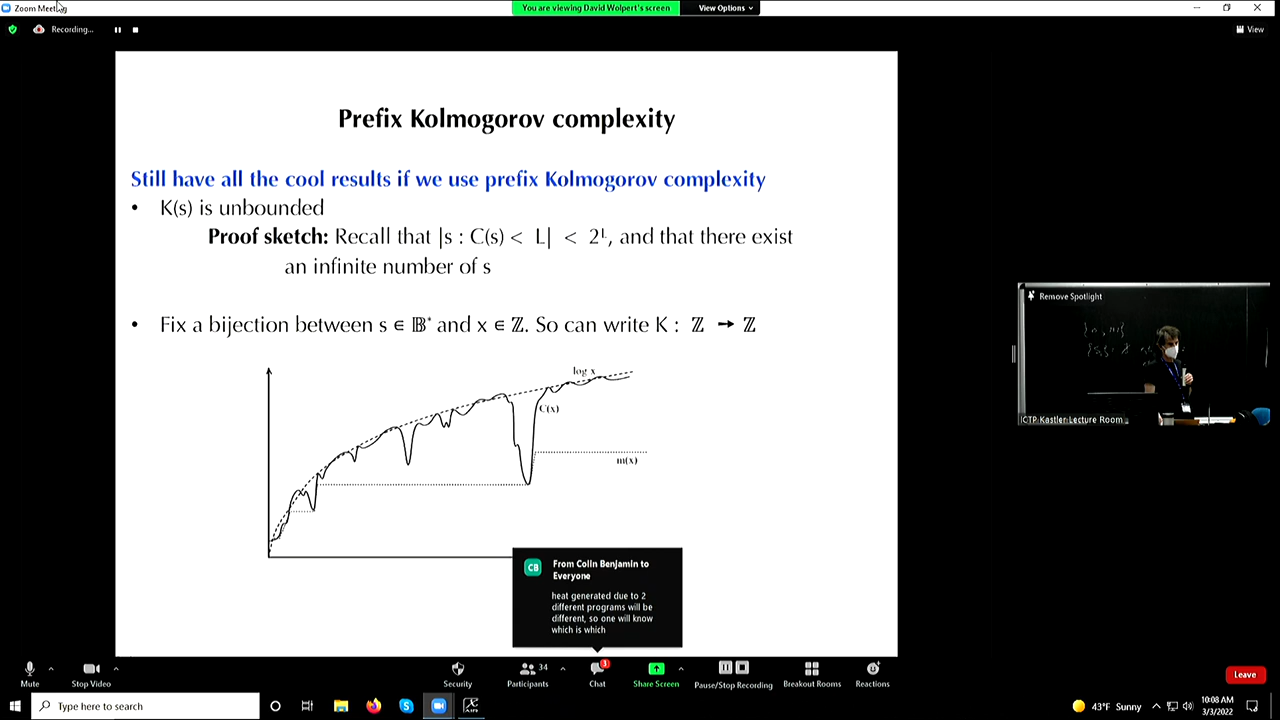 Zoom Meeting
You are viewing David Wolpert's screen
View Options
Recording...
View
Prefix Kolmogorov complexity
Still have all the cool results if we use prefix Kolmogorov complexity
• K(s) is unbounded
Proof sketch: Recall that |s : C(s) < L| < 2ᴸ, and that there exist
an infinite number of s
• Fix a bijection between s ∈ 𝔹* and x ∈ ℤ. So can write K : ℤ → ℤ
log x
C(x)
m(x)
Remove Spotlight
ICTP Kastler Lecture Room
CB
From Colin Benjamin to
Everyone
heat generated due to 2
different programs will be
different, so one will know
which is which
Mute
Stop Video
Security
34
Participants
3
Chat
Share Screen
Pause/Stop Recording
Breakout Rooms
Reactions
Leave
Type here to search
43°F Sunny
10:08 AM
3/3/2022